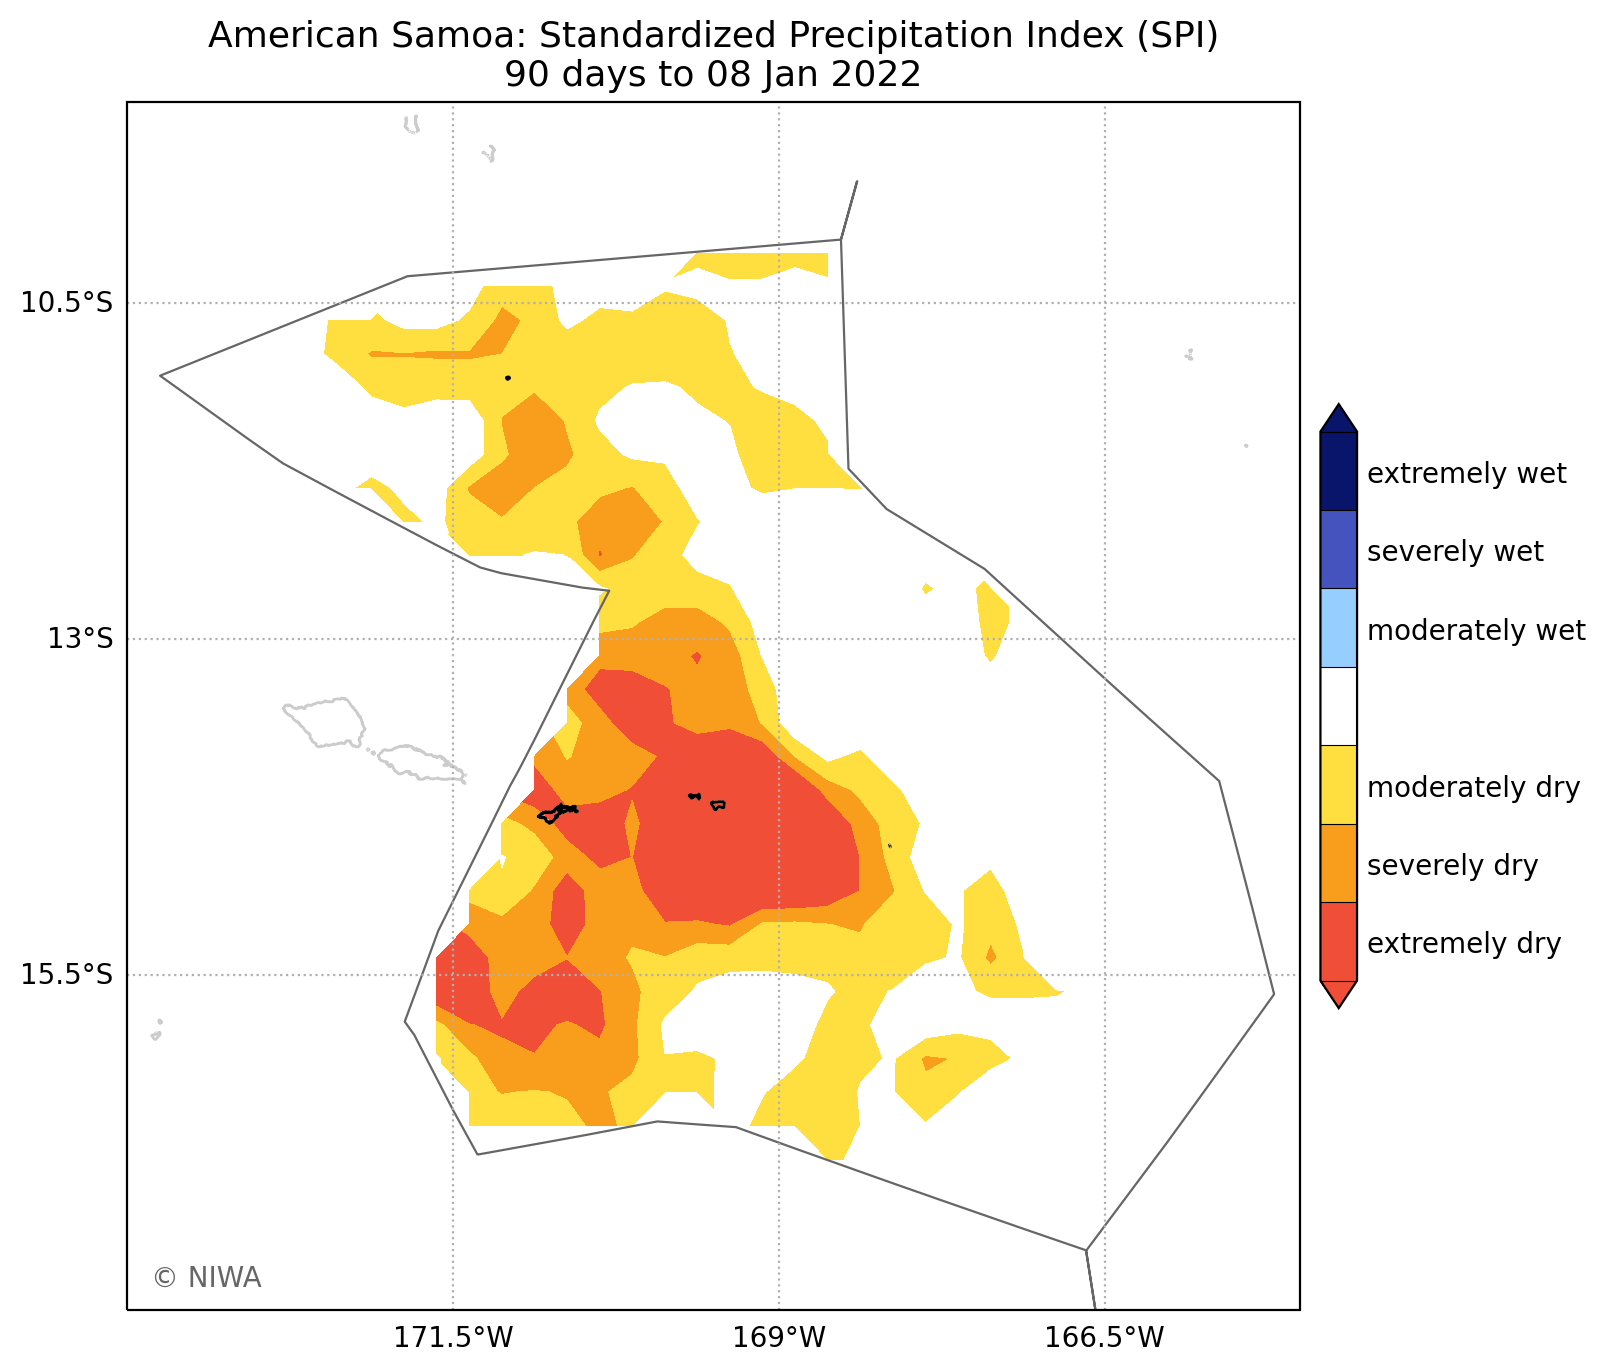 American Samoa: Standardized Precipitation Index (SPI)
90 days to 08 Jan 2022
10.5°S
13°S
15.5°S
171.5°W
169°W
166.5°W
extremely wet
severely wet
moderately wet
moderately dry
severely dry
extremely dry
© NIWA